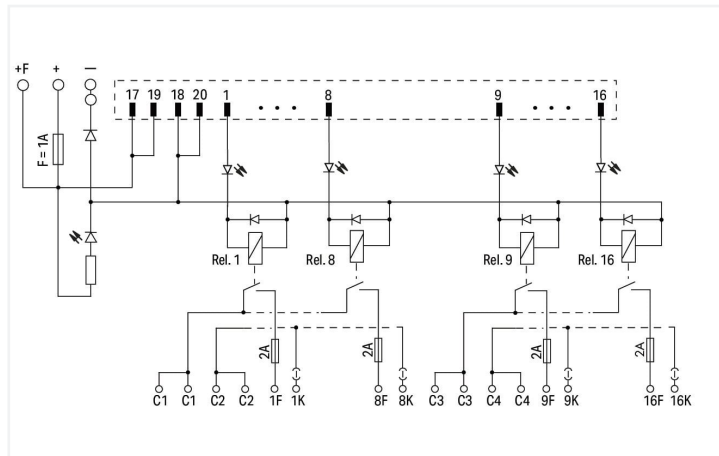 +F + –
17 19 18 20 1 • • • 8 9 • • • 16
F = 1A
Rel. 1 Rel. 8 Rel. 9 Rel. 16
2A 2A 2A 2A
C1 C1 C2 C2 1F 1K 8F 8K C3 C3 C4 C4 9F 9K 16F 16K